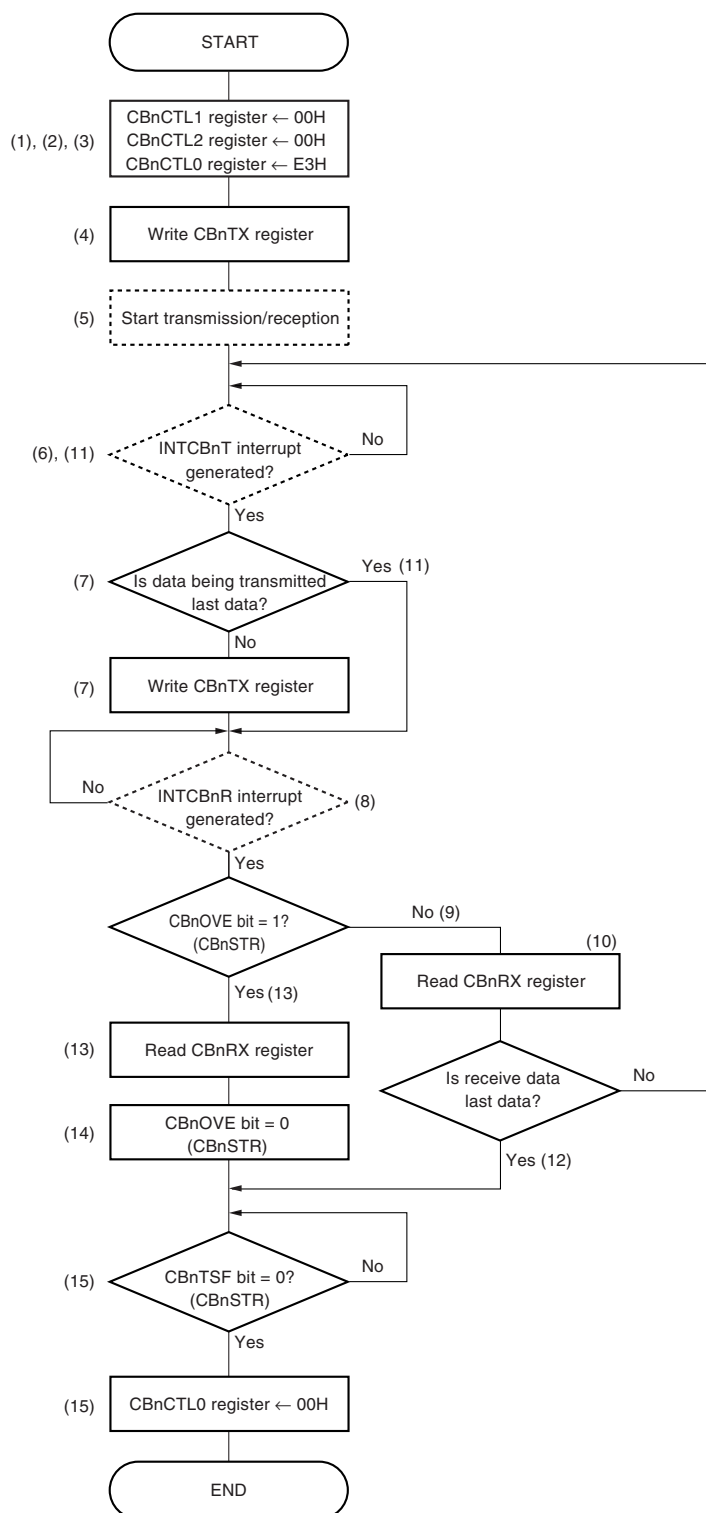 START
(1), (2), (3)
CBnCTL1 register ← 00H
CBnCTL2 register ← 00H
CBnCTL0 register ← E3H
(4)
Write CBnTX register
(5)
Start transmission/reception
(6), (11)
INTCBnT interrupt
generated?
No
Yes
(7)
Is data being transmitted
last data?
Yes (11)
No
(7)
Write CBnTX register
No
INTCBnR interrupt
generated?
(8)
Yes
CBnOVE bit = 1?
(CBnSTR)
No (9)
(10)
Read CBnRX register
Yes (13)
(13)
Read CBnRX register
Is receive data
last data?
No
(14)
CBnOVE bit = 0
(CBnSTR)
Yes (12)
(15)
CBnTSF bit = 0?
(CBnSTR)
No
Yes
(15)
CBnCTL0 register ← 00H
END